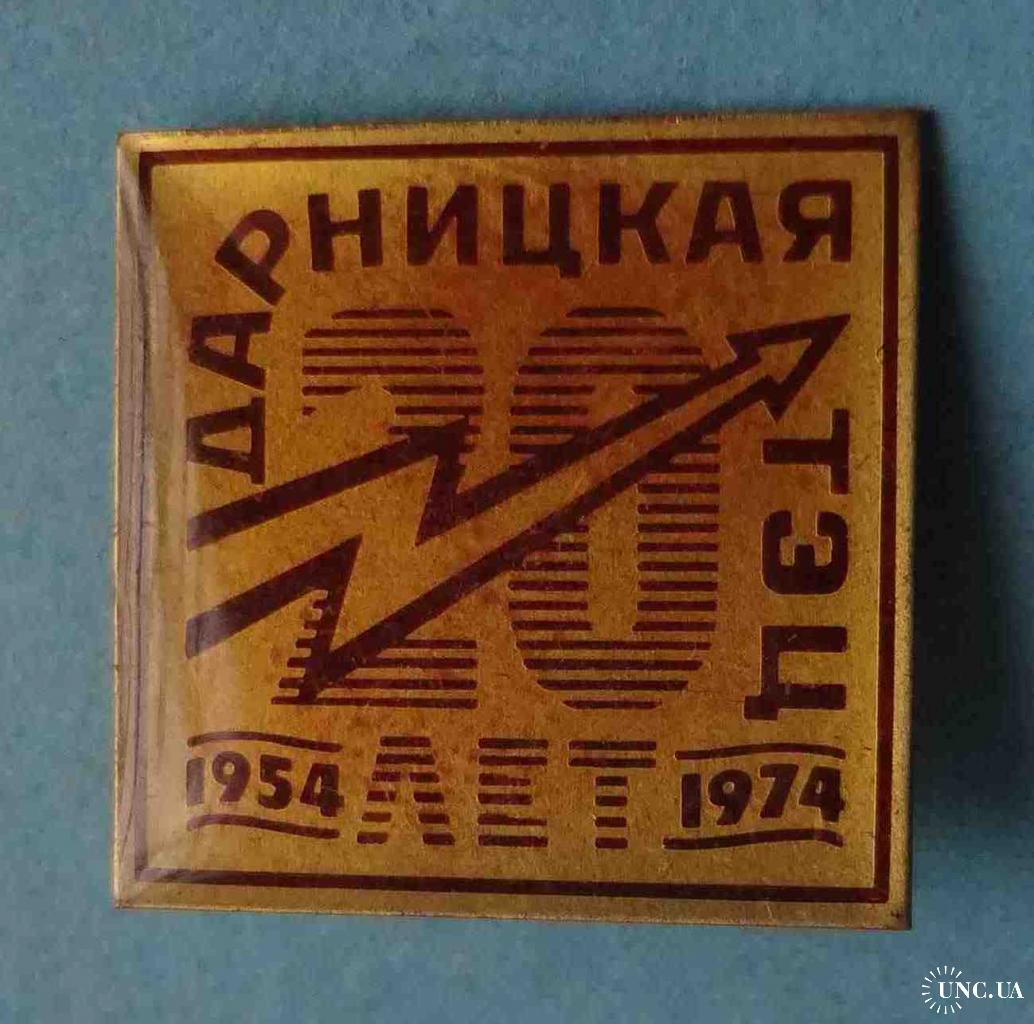 ДАРНИЦКАЯ
ТЭЦ
20
ЛЕТ
1954
1974
UNC.UA